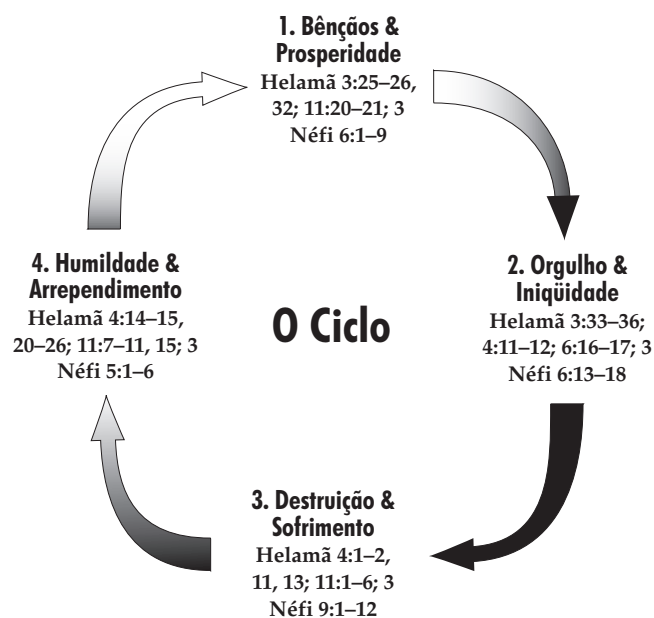 1. Bênçãos &
Prosperidade
Helamã 3:25–26,
32; 11:20–21; 3
Néfi 6:1–9
2. Orgulho &
Iniqüidade
Helamã 3:33–36;
4:11–12; 6:16–17; 3
Néfi 6:13–18
3. Destruição &
Sofrimento
Helamã 4:1–2,
11, 13; 11:1–6; 3
Néfi 9:1–12
4. Humildade &
Arrependimento
Helamã 4:14–15,
20–26; 11:7–11, 15; 3
Néfi 5:1–6
O Ciclo